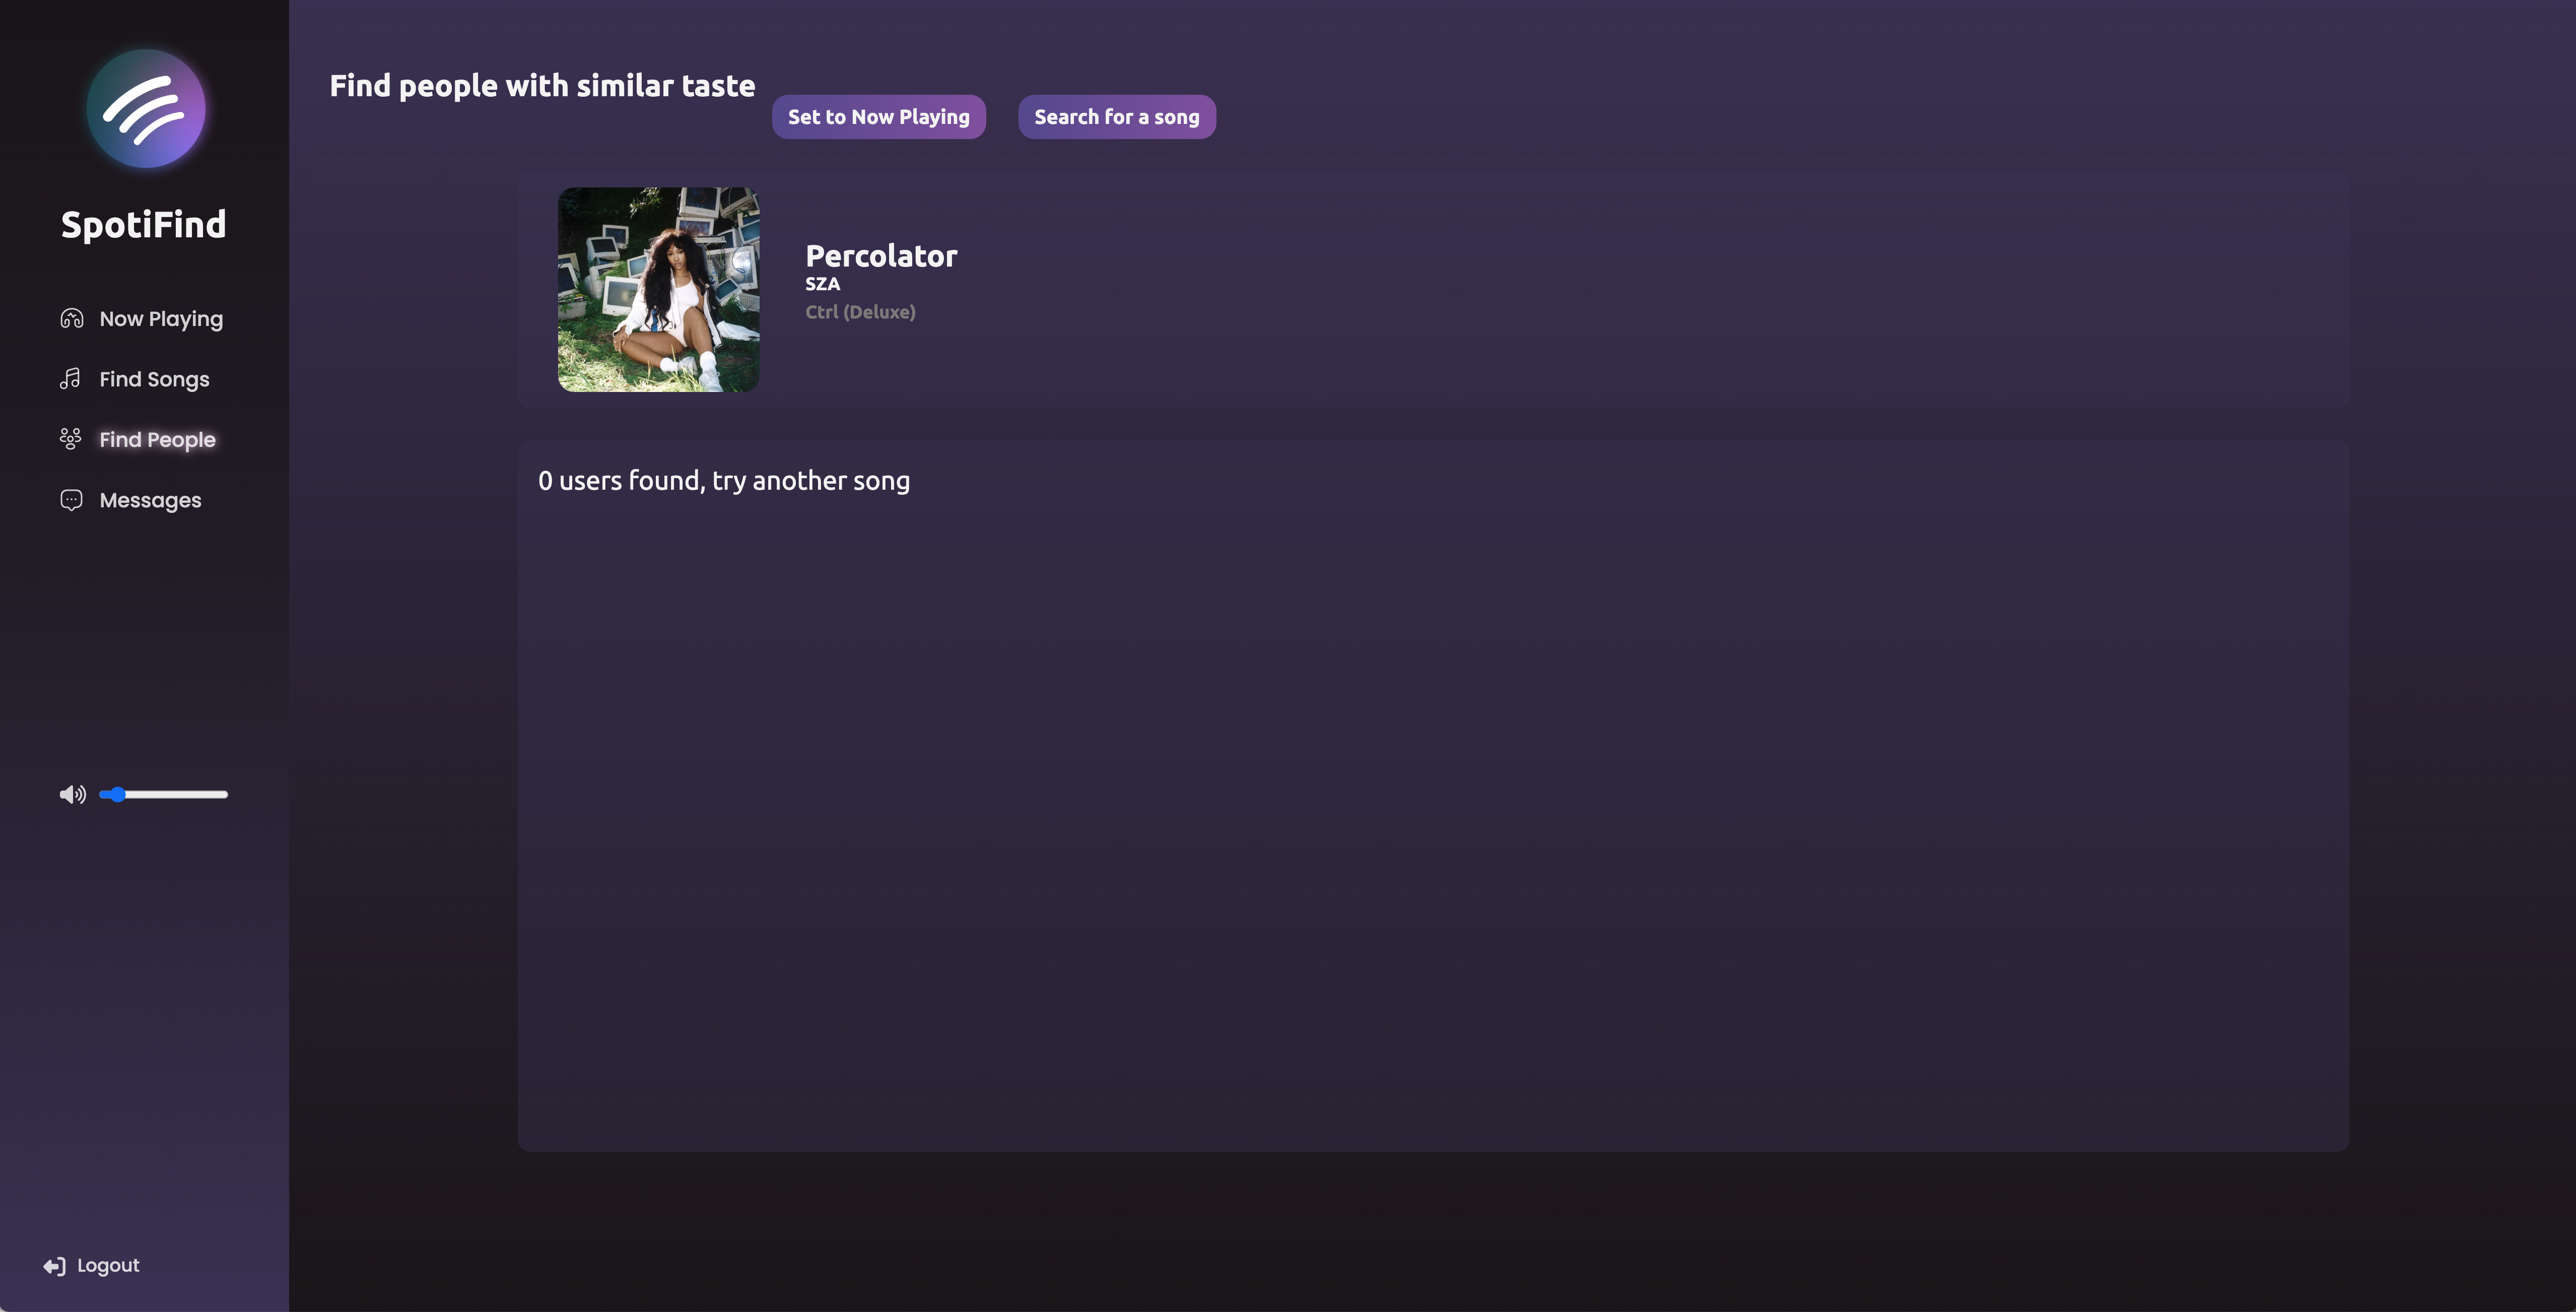 SpotiFind
Now Playing
Find Songs
Find People
Messages
Logout
Find people with similar taste
Set to Now Playing
Search for a song
Percolator
SZA
Ctrl (Deluxe)
0 users found, try another song